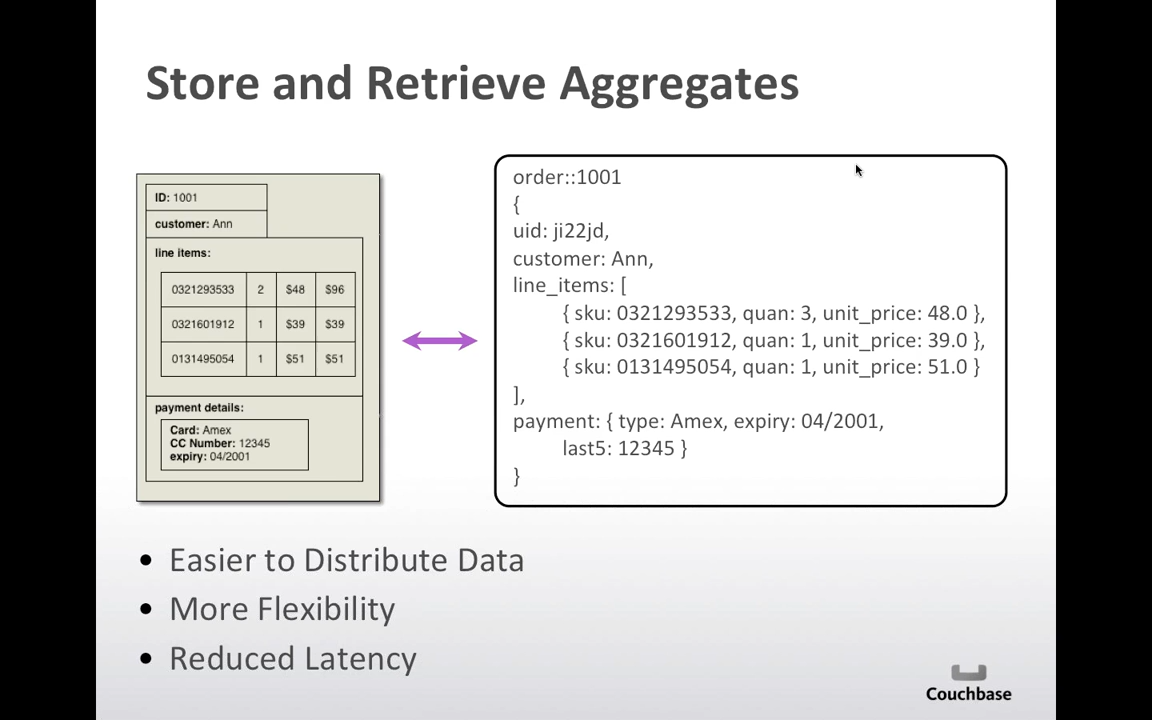 Store and Retrieve Aggregates
ID: 1001
customer: Ann
line items:
0321293533 2 $48 $96
0321601912 1 $39 $39
0131495054 1 $51 $51
payment details:
Card: Amex
CC Number: 12345
expiry: 04/2001
order::1001
{
uid: ji22jd,
customer: Ann,
line_items: [
{ sku: 0321293533, quan: 3, unit_price: 48.0 },
{ sku: 0321601912, quan: 1, unit_price: 39.0 },
{ sku: 0131495054, quan: 1, unit_price: 51.0 }
],
payment: { type: Amex, expiry: 04/2001,
last5: 12345 }
}
• Easier to Distribute Data
• More Flexibility
• Reduced Latency
Couchbase